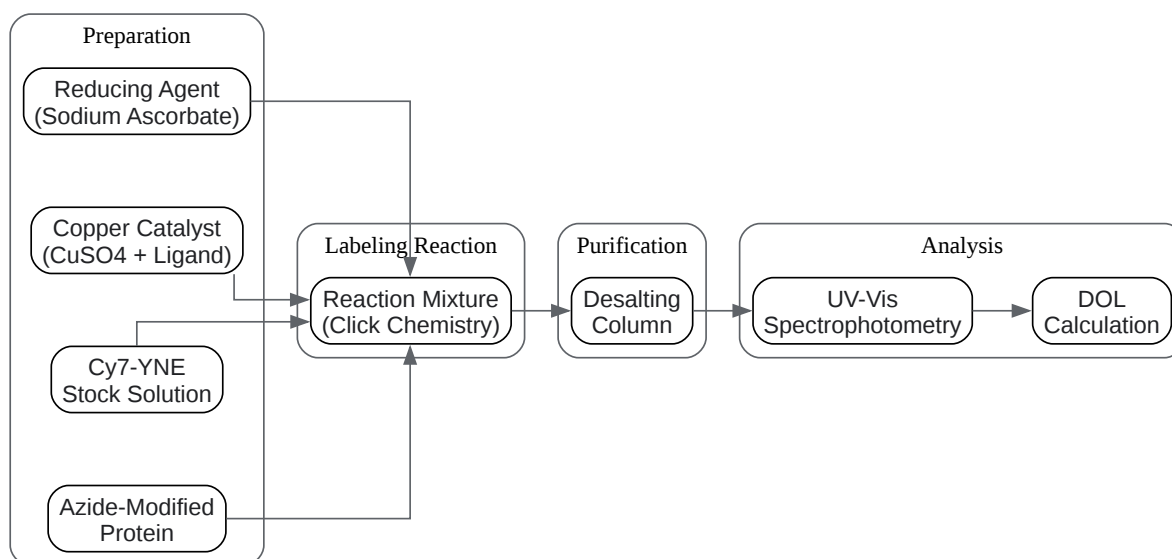 Preparation
Reducing Agent
(Sodium Ascorbate)
Copper Catalyst
(CuSO4 + Ligand)
Cy7-YNE
Stock Solution
Azide-Modified
Protein
Labeling Reaction
Reaction Mixture
(Click Chemistry)
Purification
Desalting
Column
Analysis
UV-Vis
Spectrophotometry
DOL
Calculation